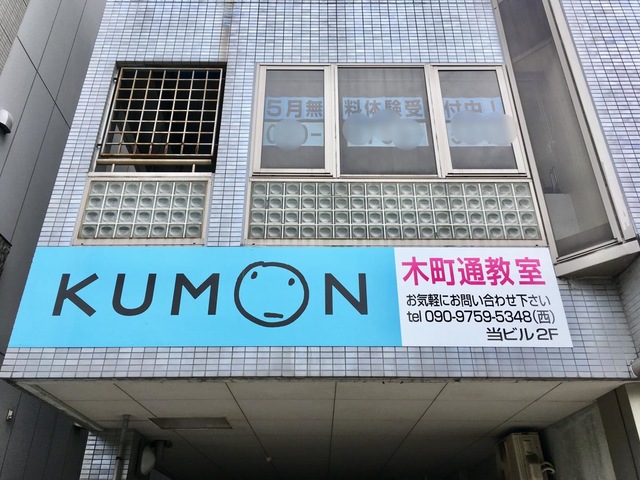 5月無料体験受付中!
KUMON
木町通教室
お気軽にお問い合わせ下さい
tel 090-9759-5348(西)
当ビル2F